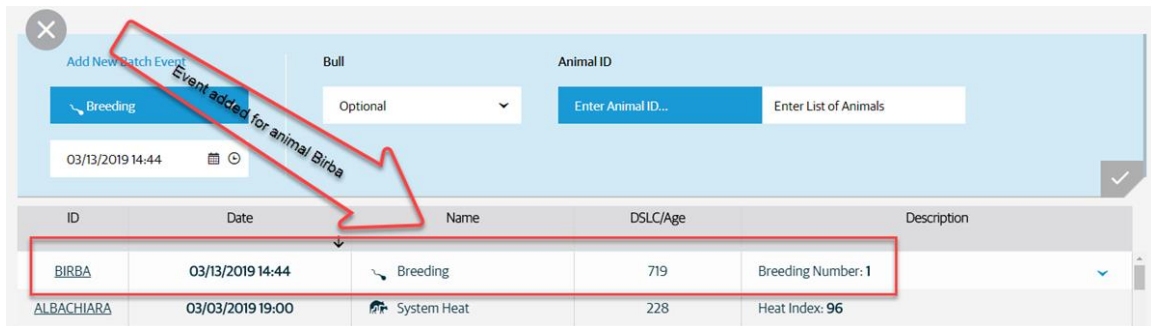 Add New Batch Event
Bull
Animal ID
Breeding
Optional
Enter Animal ID...
Enter List of Animals
03/13/2019 14:44
Event added for animal Birba
ID Date Name DSLC/Age Description
BIRBA 03/13/2019 14:44 Breeding 719 Breeding Number: 1
ALBACHIARA 03/03/2019 19:00 System Heat 228 Heat Index: 96